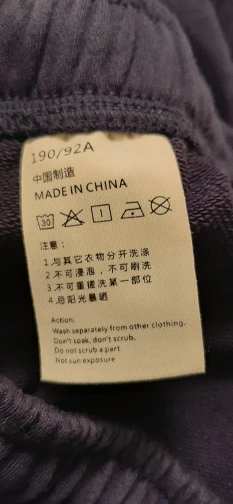 190/92A
中国制造
MADE IN CHINA
30
注意：
1.与其它衣物分开洗涤
2.不可浸泡，不可刷洗
3.不可重搓洗某一部位
4.忌阳光暴晒
Action:
Wash separately from other clothing.
Don't soak, don't scrub.
Do not scrub a part
Not sun exposure